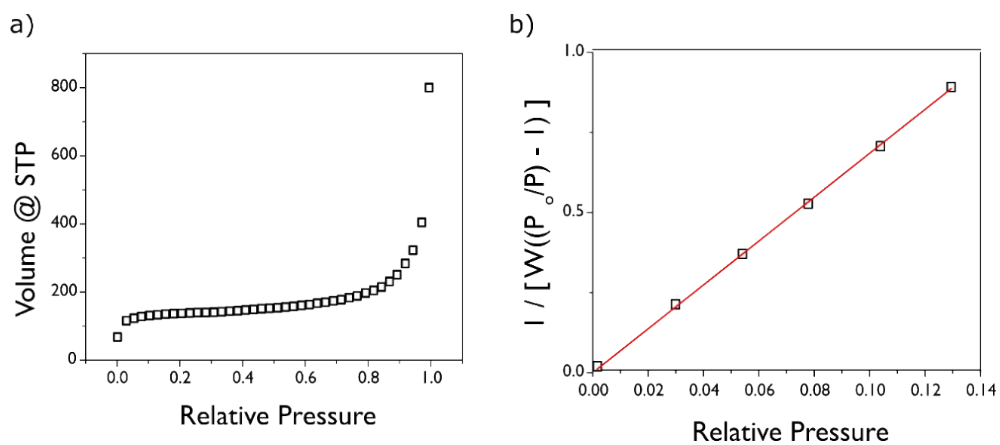 a)
Volume @ STP
800
600
400
200
0
0.0 0.2 0.4 0.6 0.8 1.0
Relative Pressure
b)
1 / [ W((P o/P) - 1) ]
1.0
0.5
0.0
0.00 0.02 0.04 0.06 0.08 0.10 0.12 0.14
Relative Pressure